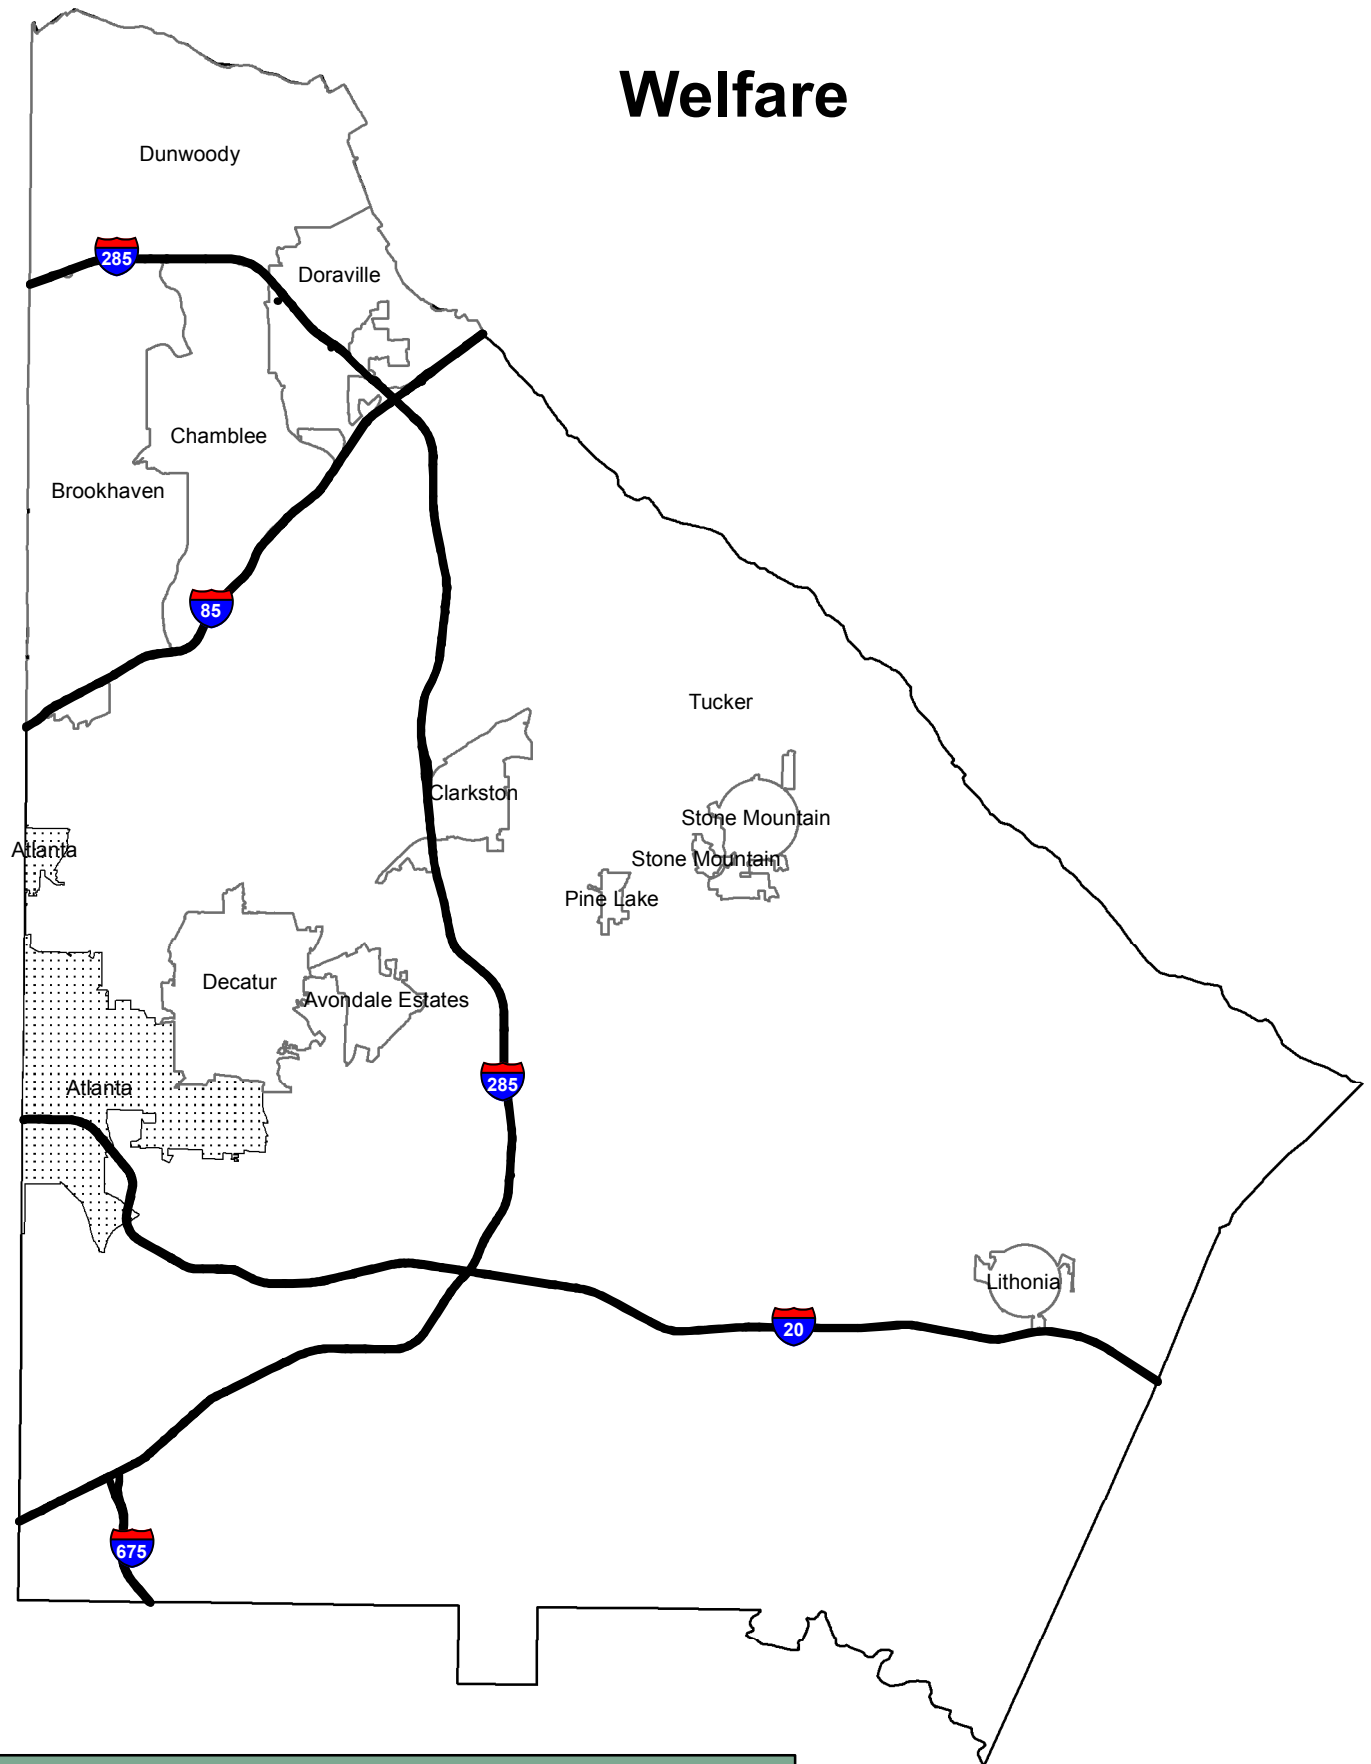 Welfare
Dunwoody
285
Doraville
Chamblee
Brookhaven
85
Tucker
Clarkston
Stone Mountain
Atlanta
Stone Mountain
Pine Lake
Decatur
Avondale Estates
285
Atlanta
Lithonia
20
675